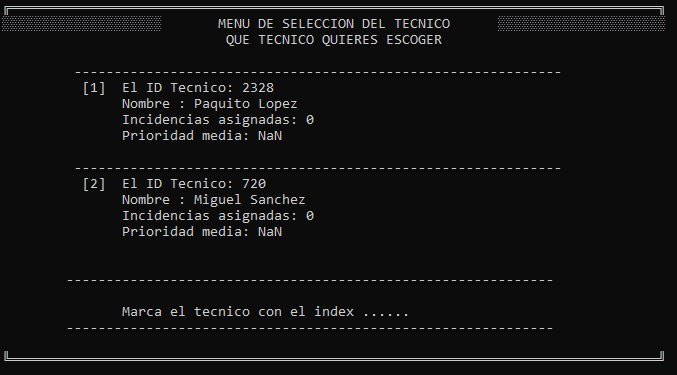 MENU DE SELECCION DEL TECNICO
QUE TECNICO QUIERES ESCOGER
-------------------------------------------------------------
[1] El ID Tecnico: 2328
Nombre : Paquito Lopez
Incidencias asignadas: 0
Prioridad media: NaN
-------------------------------------------------------------
[2] El ID Tecnico: 720
Nombre : Miguel Sanchez
Incidencias asignadas: 0
Prioridad media: NaN
-------------------------------------------------------------
Marca el tecnico con el index ......
-------------------------------------------------------------